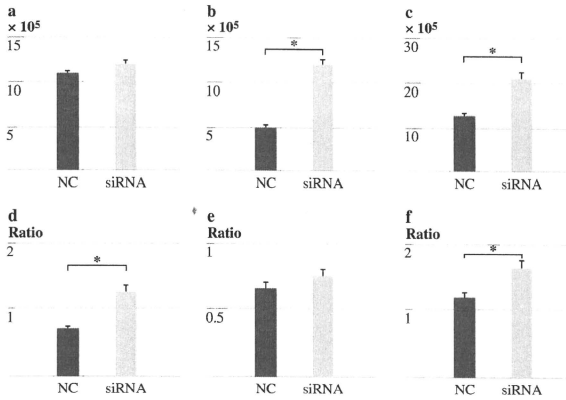 a
× 10⁵
15
10
5
NC siRNA
b
× 10⁵
15
*
10
5
NC siRNA
c
× 10⁵
30
*
20
10
NC siRNA
d
Ratio
2
*
1
NC siRNA
e
Ratio
1
0.5
NC siRNA
f
Ratio
2
*
1
NC siRNA